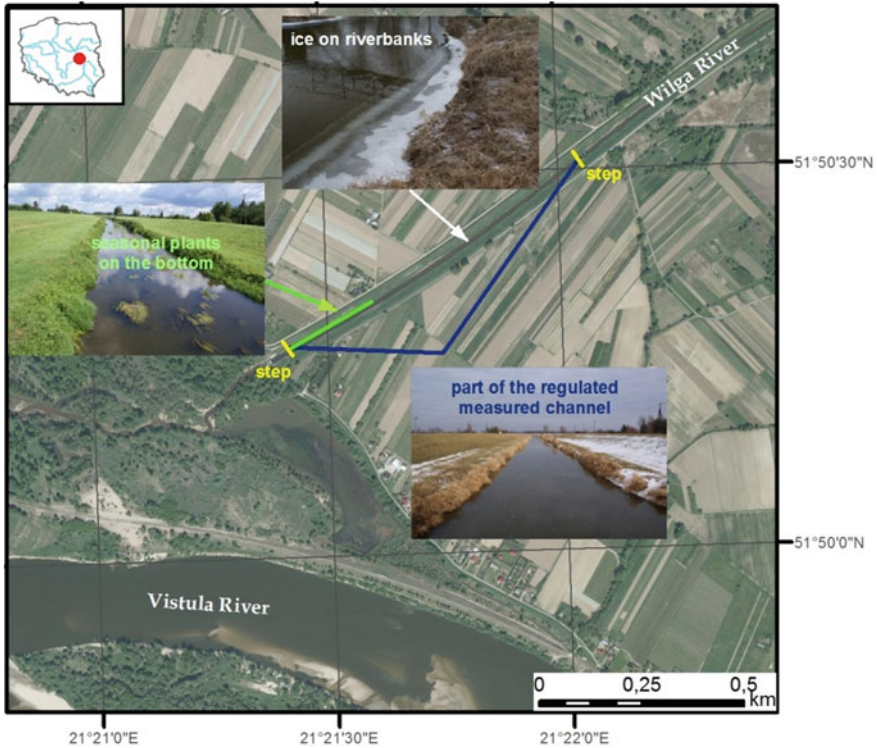 ice on riverbanks
Wilga River
step
51°50'30"N
seasonal plants
on the bottom
step
part of the regulated
measured channel
51°50'0"N
Vistula River
0 0,25 0,5
km
21°21'0"E 21°21'30"E 21°22'0"E